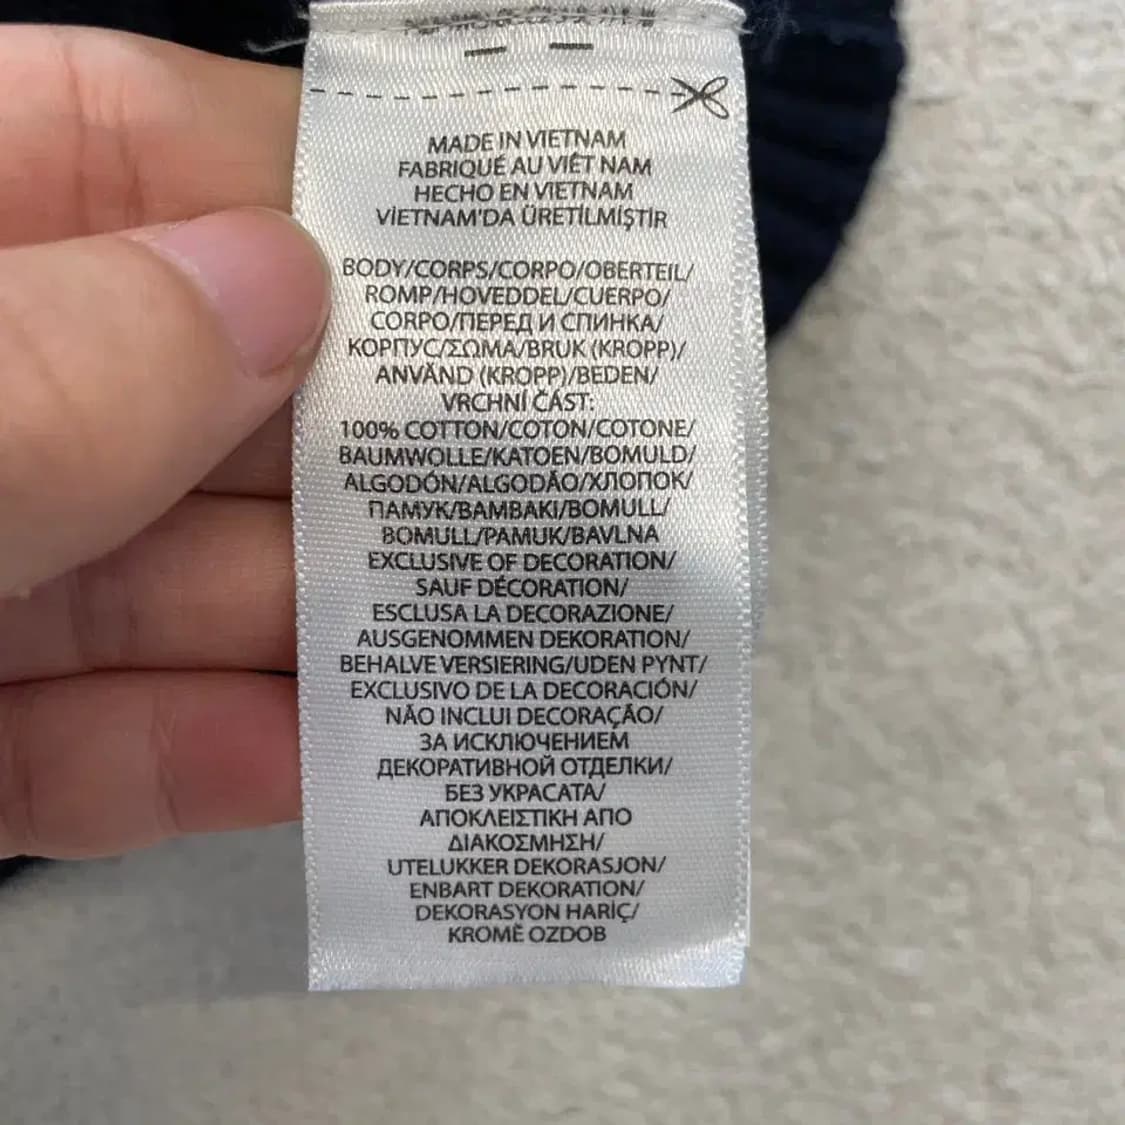 MADE IN VIETNAM
FABRIQUÉ AU VIÊT NAM
HECHO EN VIETNAM
VİETNAM'DA ÜRETİLMİŞTİR
BODY/CORPS/CORPO/OBERTEIL/
ROMP/HOVEDDEL/CUERPO/
CORPO/ПЕРЕД И СПИНКА/
КОРПУС/ΣΩΜΑ/BRUK (KROPP)/
ANVÄND (KROPP)/BEDEN/
VRCHNÍ ČÁST:
100% COTTON/COTON/COTONE/
BAUMWOLLE/KATOEN/BOMULD/
ALGODÓN/ALGODÃO/ХЛОПОК/
ПАМУК/ΒΑΜΒΑΚΙ/BOMULL/
BOMULL/PAMUK/BAVLNA
EXCLUSIVE OF DECORATION/
SAUF DÉCORATION/
ESCLUSA LA DECORAZIONE/
AUSGENOMMEN DEKORATION/
BEHALVE VERSIERING/UDEN PYNT/
EXCLUSIVO DE LA DECORACIÓN/
NÃO INCLUI DECORAÇÃO/
ЗА ИСКЛЮЧЕНИЕМ
ДЕКОРАТИВНОЙ ОТДЕЛКИ/
БЕЗ УКРАСАТА/
ΑΠΟΚΛΕΙΣΤΙΚΗ ΑΠΟ
ΔΙΑΚΟΣΜΗΣΗ/
UTELUKKER DEKORASJON/
ENBART DEKORATION/
DEKORASYON HARİÇ/
KROMĚ OZDOB